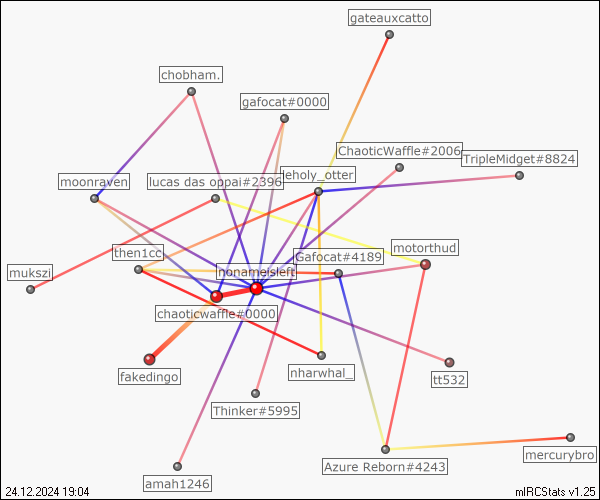 gateauxcatto
chobham.
gafocat#0000
ChaoticWaffle#2006
TripleMidget#8824
leholy_otter
moonraven
lucas das oppai#2396
then1cc
motorthud
Gafocat#4189
mukszi
nonameisleft
chaoticwaffle#0000
nharwhal_
fakedingo
tt532
Thinker#5995
mercurybro
Azure Reborn#4243
amah1246
24.12.2024 19:04
mIRCStats v1.25